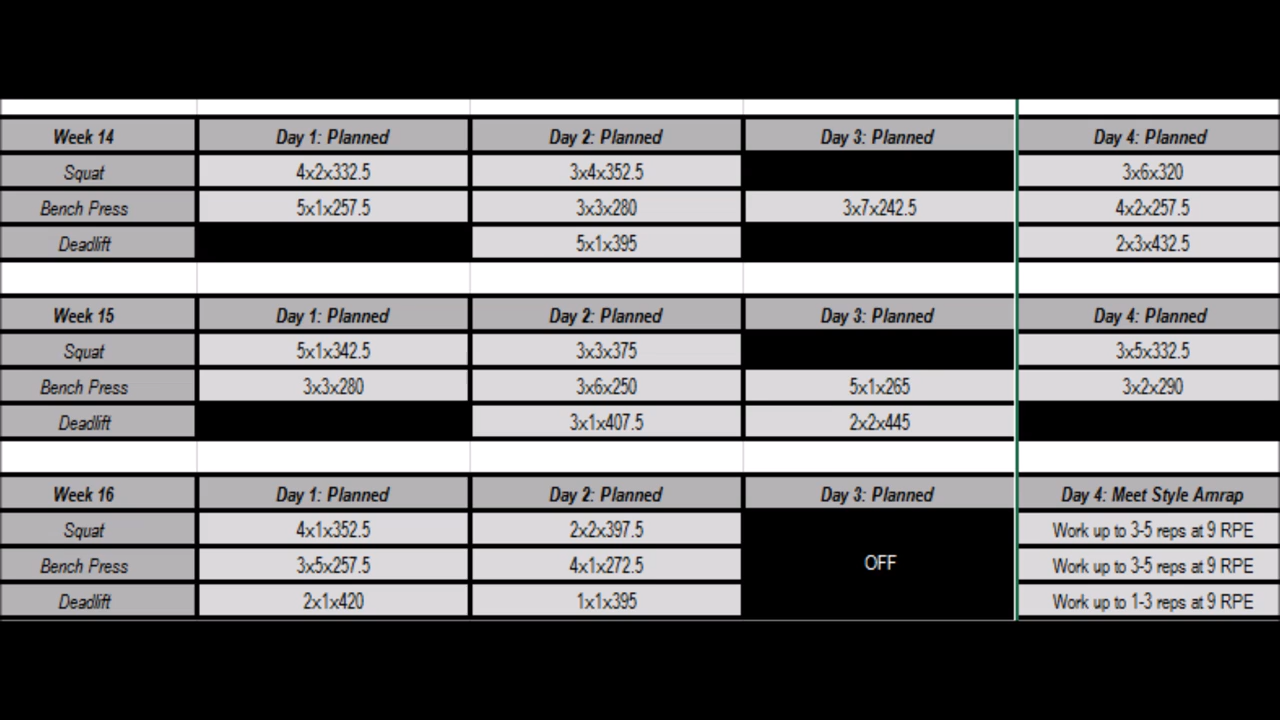 Week 14 Day 1: Planned Day 2: Planned Day 3: Planned Day 4: Planned
Squat 4x2x332.5 3x4x352.5 3x6x320
Bench Press 5x1x257.5 3x3x280 3x7x242.5 4x2x257.5
Deadlift 5x1x395 2x3x432.5
Week 15 Day 1: Planned Day 2: Planned Day 3: Planned Day 4: Planned
Squat 5x1x342.5 3x3x375 3x5x332.5
Bench Press 3x3x280 3x6x250 5x1x265 3x2x290
Deadlift 3x1x407.5 2x2x445
Week 16 Day 1: Planned Day 2: Planned Day 3: Planned Day 4: Meet Style Amrap
Squat 4x1x352.5 2x2x397.5 Work up to 3-5 reps at 9 RPE
Bench Press 3x5x257.5 4x1x272.5 OFF Work up to 3-5 reps at 9 RPE
Deadlift 2x1x420 1x1x395 Work up to 1-3 reps at 9 RPE